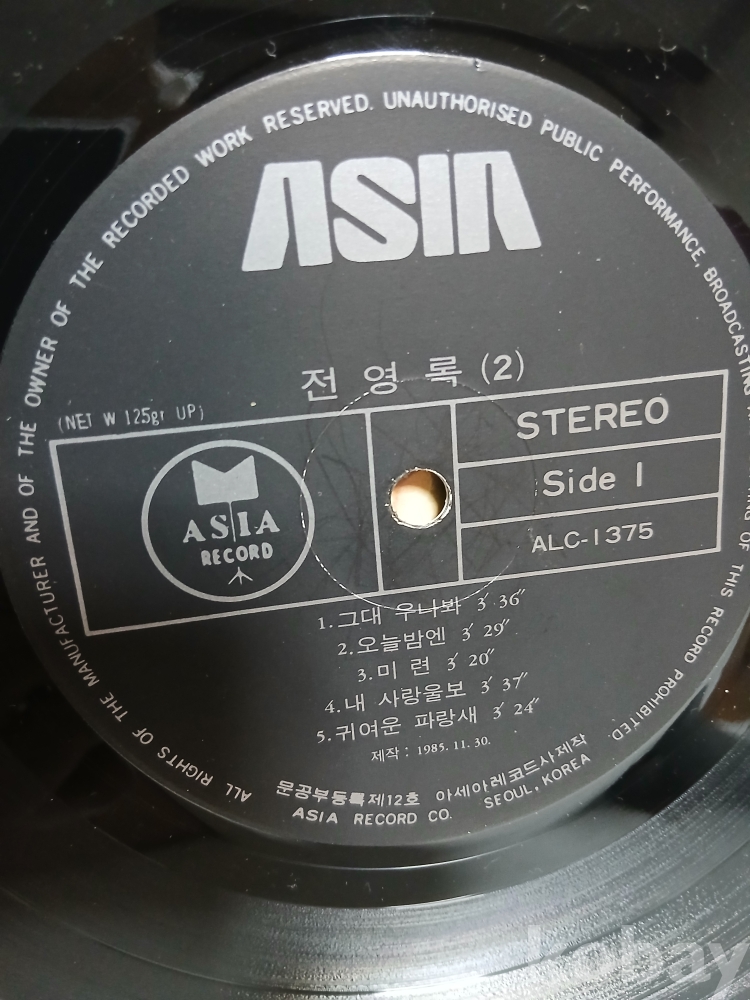 ALL RIGHTS OF THE MANUFACTURER AND OF THE OWNER OF THE RECORDED WORK RESERVED. UNAUTHORISED PUBLIC PERFORMANCE, BROADCASTING OF THIS RECORD PROHIBITED
ASIA
전 영 록 (2)
(NET W 125gr UP)
STEREO
ASIA
RECORD
Side 1
ALC-1375
1.그대 우나봐 3′ 36″
2.오늘밤엔 3′ 29″
3.미 련 3′ 20″
4.내 사랑울보 3′ 37″
5.귀여운 파랑새 3′ 24″
제작 : 1985. 11. 30.
문공부등록제12호 아세아레코드사제작
ASIA RECORD CO. SEOUL, KOREA
kobay